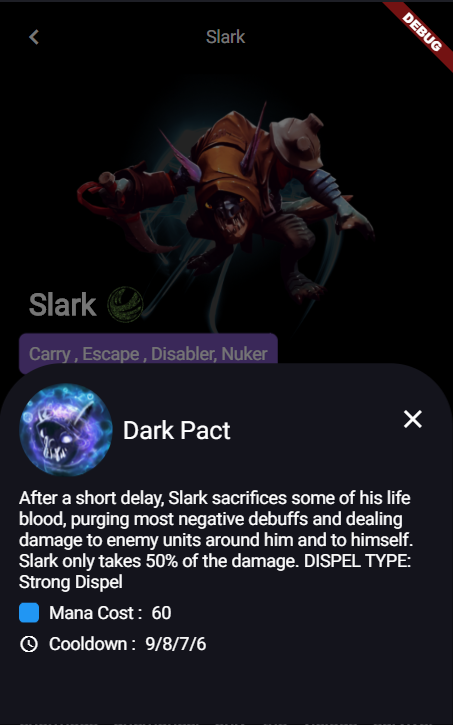 Slark
DEBUG
Slark
Carry , Escape , Disabler, Nuker
Dark Pact
After a short delay, Slark sacrifices some of his life
blood, purging most negative debuffs and dealing
damage to enemy units around him and to himself.
Slark only takes 50% of the damage. DISPEL TYPE:
Strong Dispel
Mana Cost : 60
Cooldown : 9/8/7/6